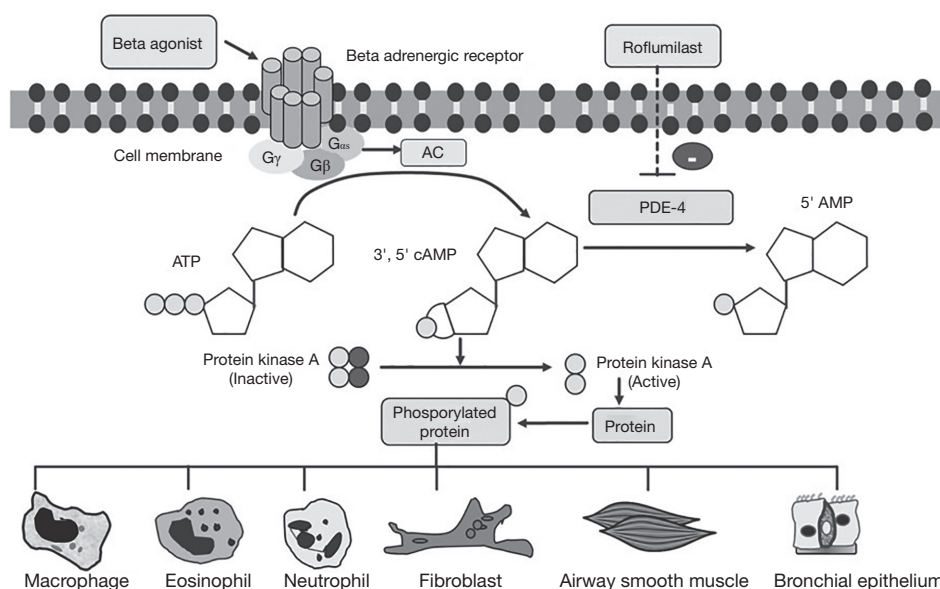 Beta agonist
Beta adrenergic receptor
Roflumilast
Cell membrane
Gγ
Gβ
Gαs
AC
-
PDE-4
5' AMP
ATP
3', 5' cAMP
Protein kinase A
(Inactive)
Protein kinase A
(Active)
Phosporylated
protein
Protein
Macrophage
Eosinophil
Neutrophil
Fibroblast
Airway smooth muscle
Bronchial epithelium